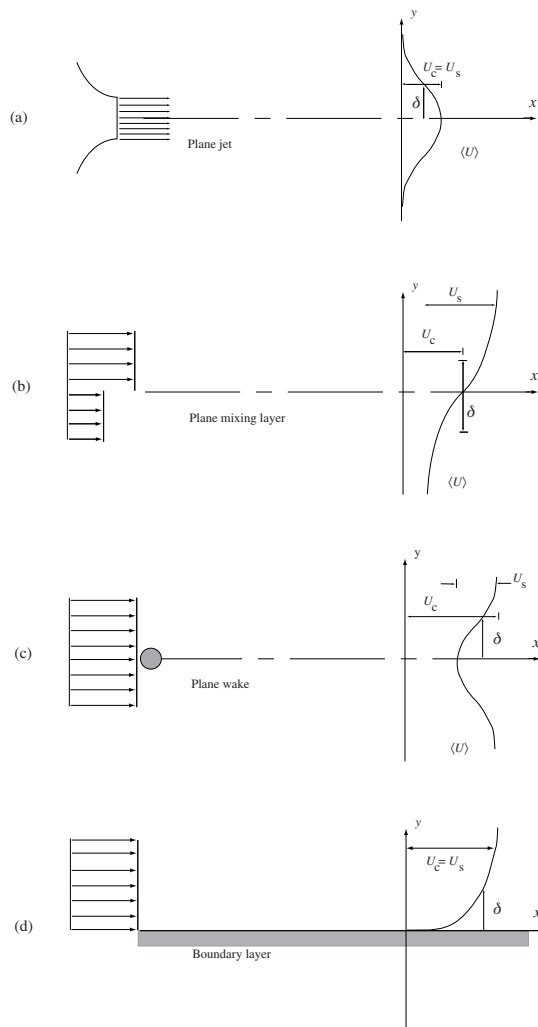 y
U_c = U_s
x
δ
(a)
Plane jet
⟨U⟩
y
U_s
U_c
x
(b)
δ
Plane mixing layer
⟨U⟩
y
U_s
U_c
x
δ
(c)
Plane wake
⟨U⟩
y
U_c = U_s
δ
x
(d)
Boundary layer